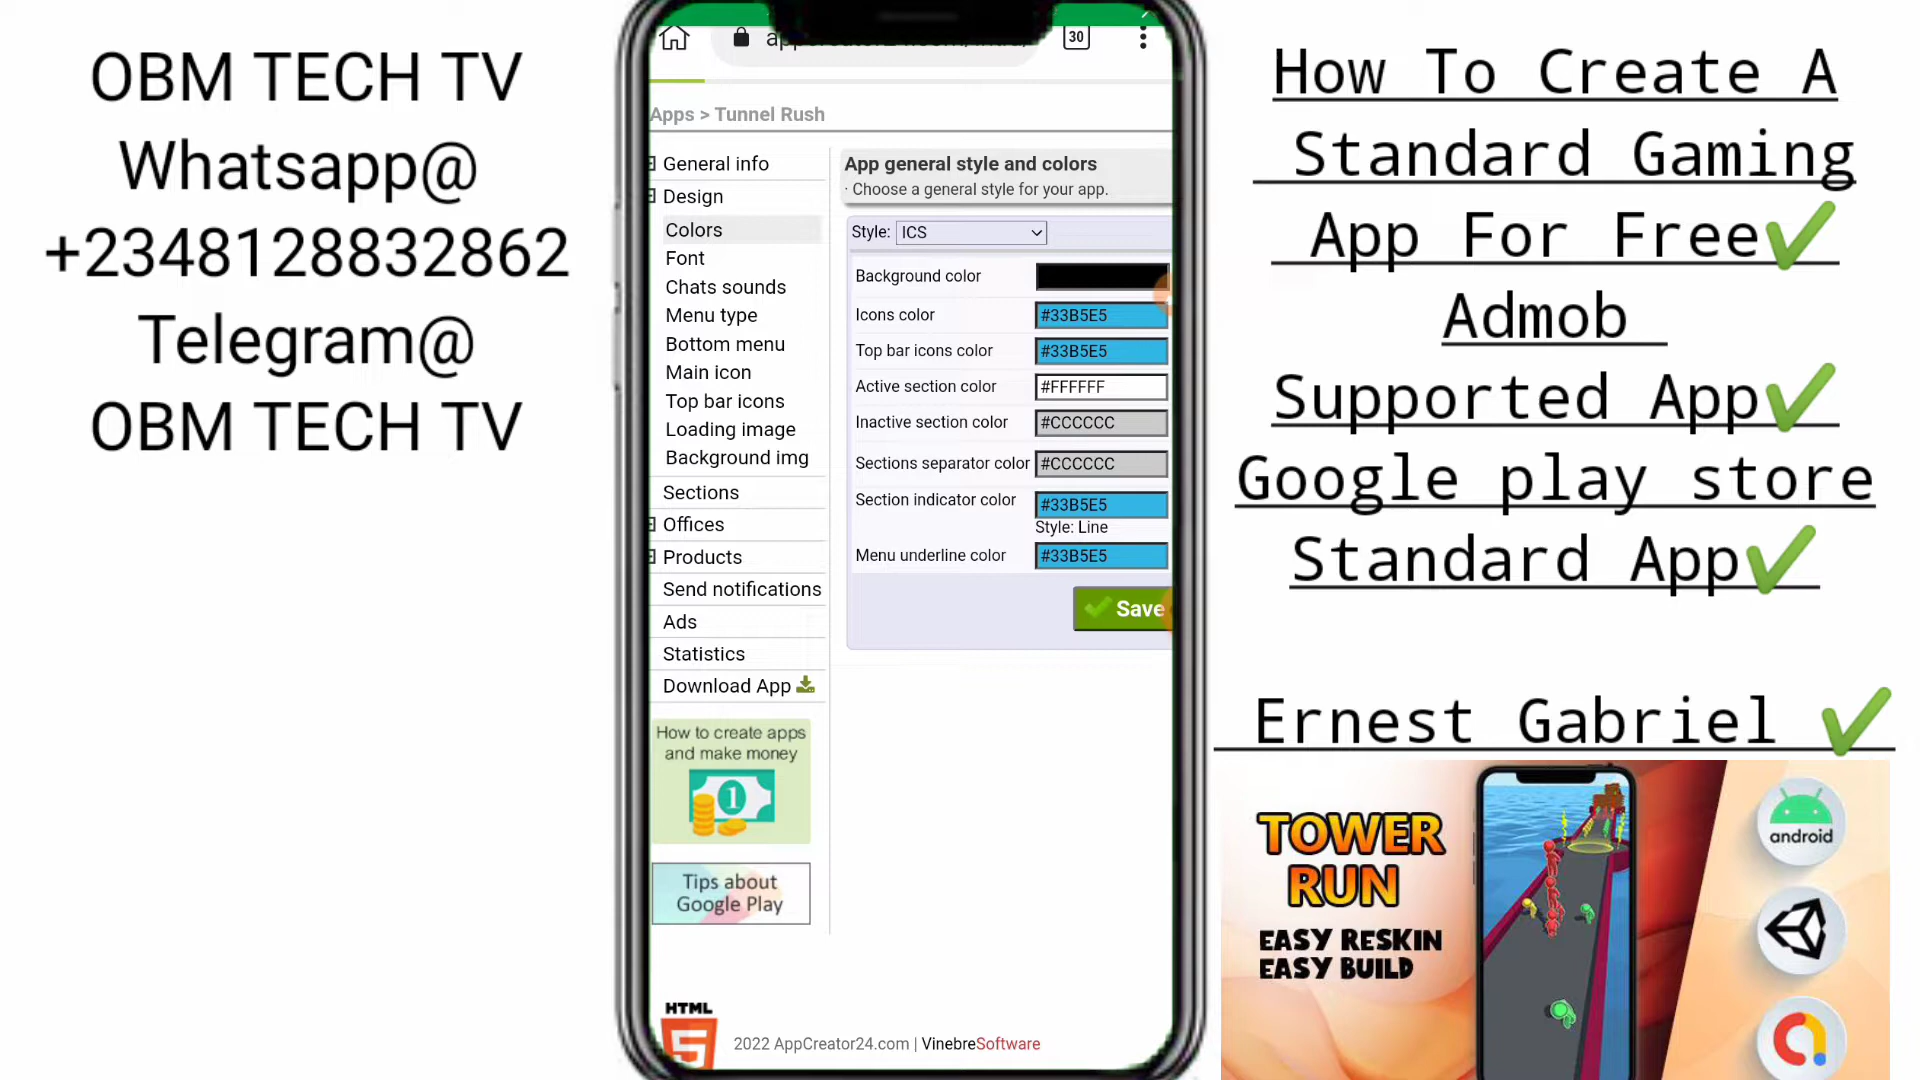 OBM TECH TV
Whatsapp@
+2348128832862
Telegram@
OBM TECH TV
30
Apps > Tunnel Rush
General info
Design
Colors
Font
Chats sounds
Menu type
Bottom menu
Main icon
Top bar icons
Loading image
Background img
Sections
Offices
Products
Send notifications
Ads
Statistics
Download App
How to create apps
and make money
1
Tips about
Google Play
App general style and colors
· Choose a general style for your app.
Style: ICS
Background color
Icons color #33B5E5
Top bar icons color #33B5E5
Active section color #FFFFFF
Inactive section color #CCCCCC
Sections separator color #CCCCCC
Section indicator color #33B5E5
Style: Line
Menu underline color #33B5E5
Save
HTML
5
2022 AppCreator24.com | VinebreSoftware
How To Create A
Standard Gaming
App For Free✔
Admob
Supported App✔
Google play store
Standard App✔
Ernest Gabriel ✔
TOWER
RUN
EASY RESKIN
EASY BUILD
android